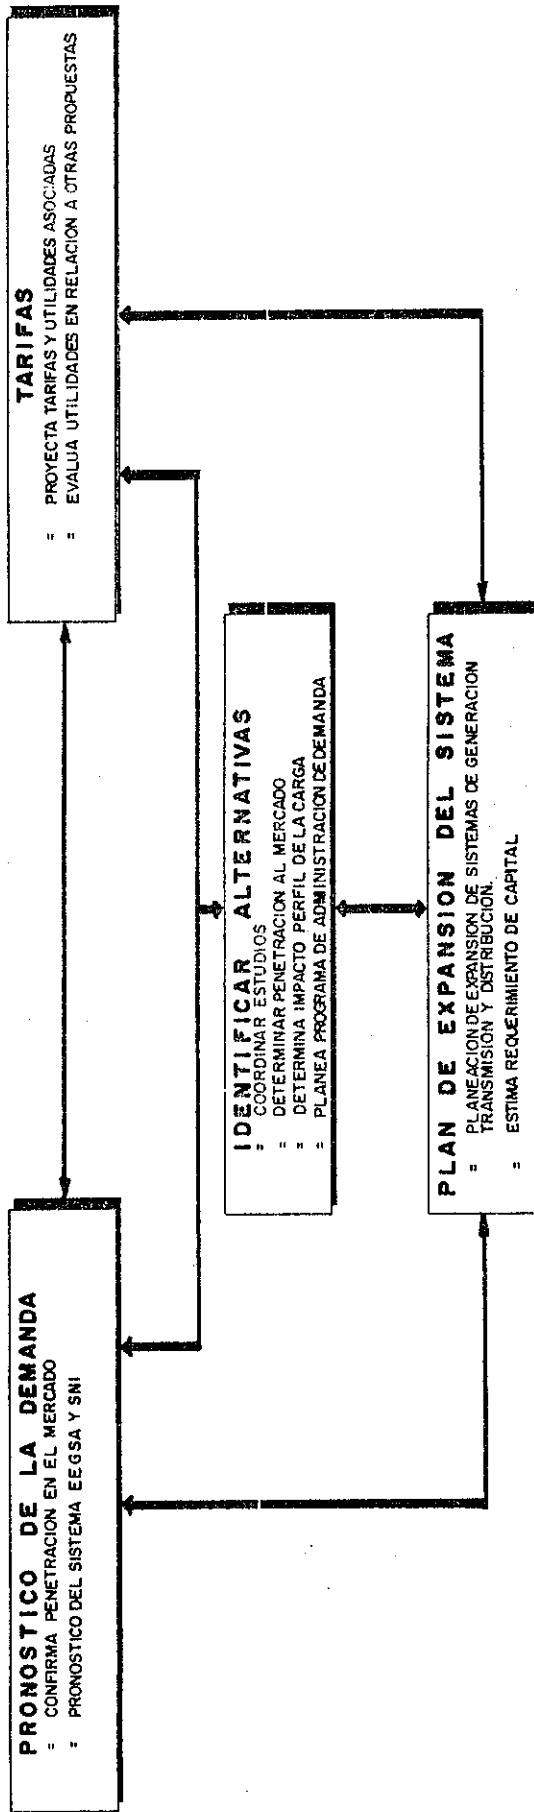 PRONOSTICO DE LA DEMANDA
= CONFIRMA PENETRACION EN EL MERCADO
= PRONOSTICO DEL SISTEMA EEGSA Y SNI
TARIFAS
= PROYECTA TARIFAS Y UTILIDADES ASOCIADAS
= EVALUA UTILIDADES EN RELACION A OTRAS PROPUESTAS
IDENTIFICAR ALTERNATIVAS
= COORDINAR ESTUDIOS
= DETERMINAR PENETRACION AL MERCADO
= DETERMINA IMPACTO PERFIL DE LA CARGA
= PLANEA PROGRAMA DE ADMINISTRACION DE DEMANDA
PLAN DE EXPANSION DEL SISTEMA
= PLANEACION DE EXPANSION DE SISTEMAS DE GENERACION
TRANSMISION Y DISTRIBUCION.
= ESTIMA REQUERIMIENTO DE CAPITAL